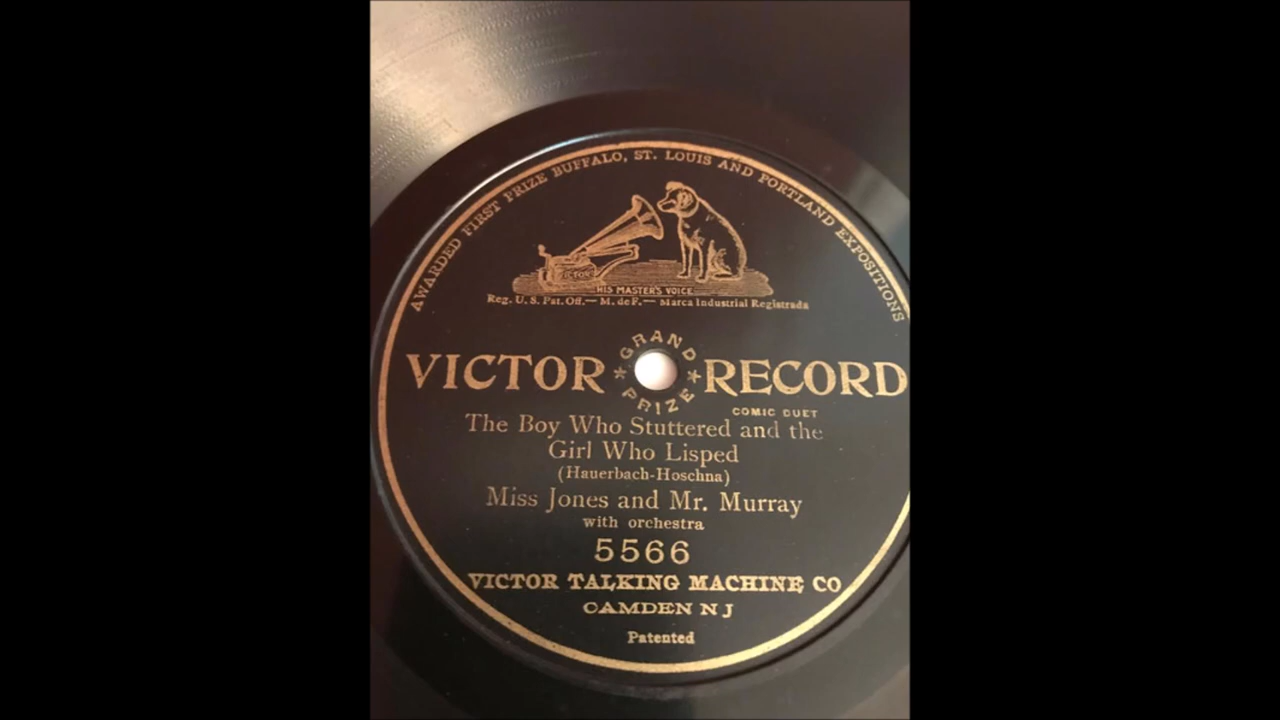 AWARDED FIRST PRIZE BUFFALO, ST. LOUIS AND PORTLAND EXPOSITIONS
VICTOR
HIS MASTER'S VOICE
Reg. U. S. Pat. Off.— M. de F.— Marca Industrial Registrada
GRAND
VICTOR RECORD
PRIZE
COMIC DUET
The Boy Who Stuttered and the
Girl Who Lisped
(Hauerbach-Hoschna)
Miss Jones and Mr. Murray
with orchestra
5566
VICTOR TALKING MACHINE CO
CAMDEN N J
Patented